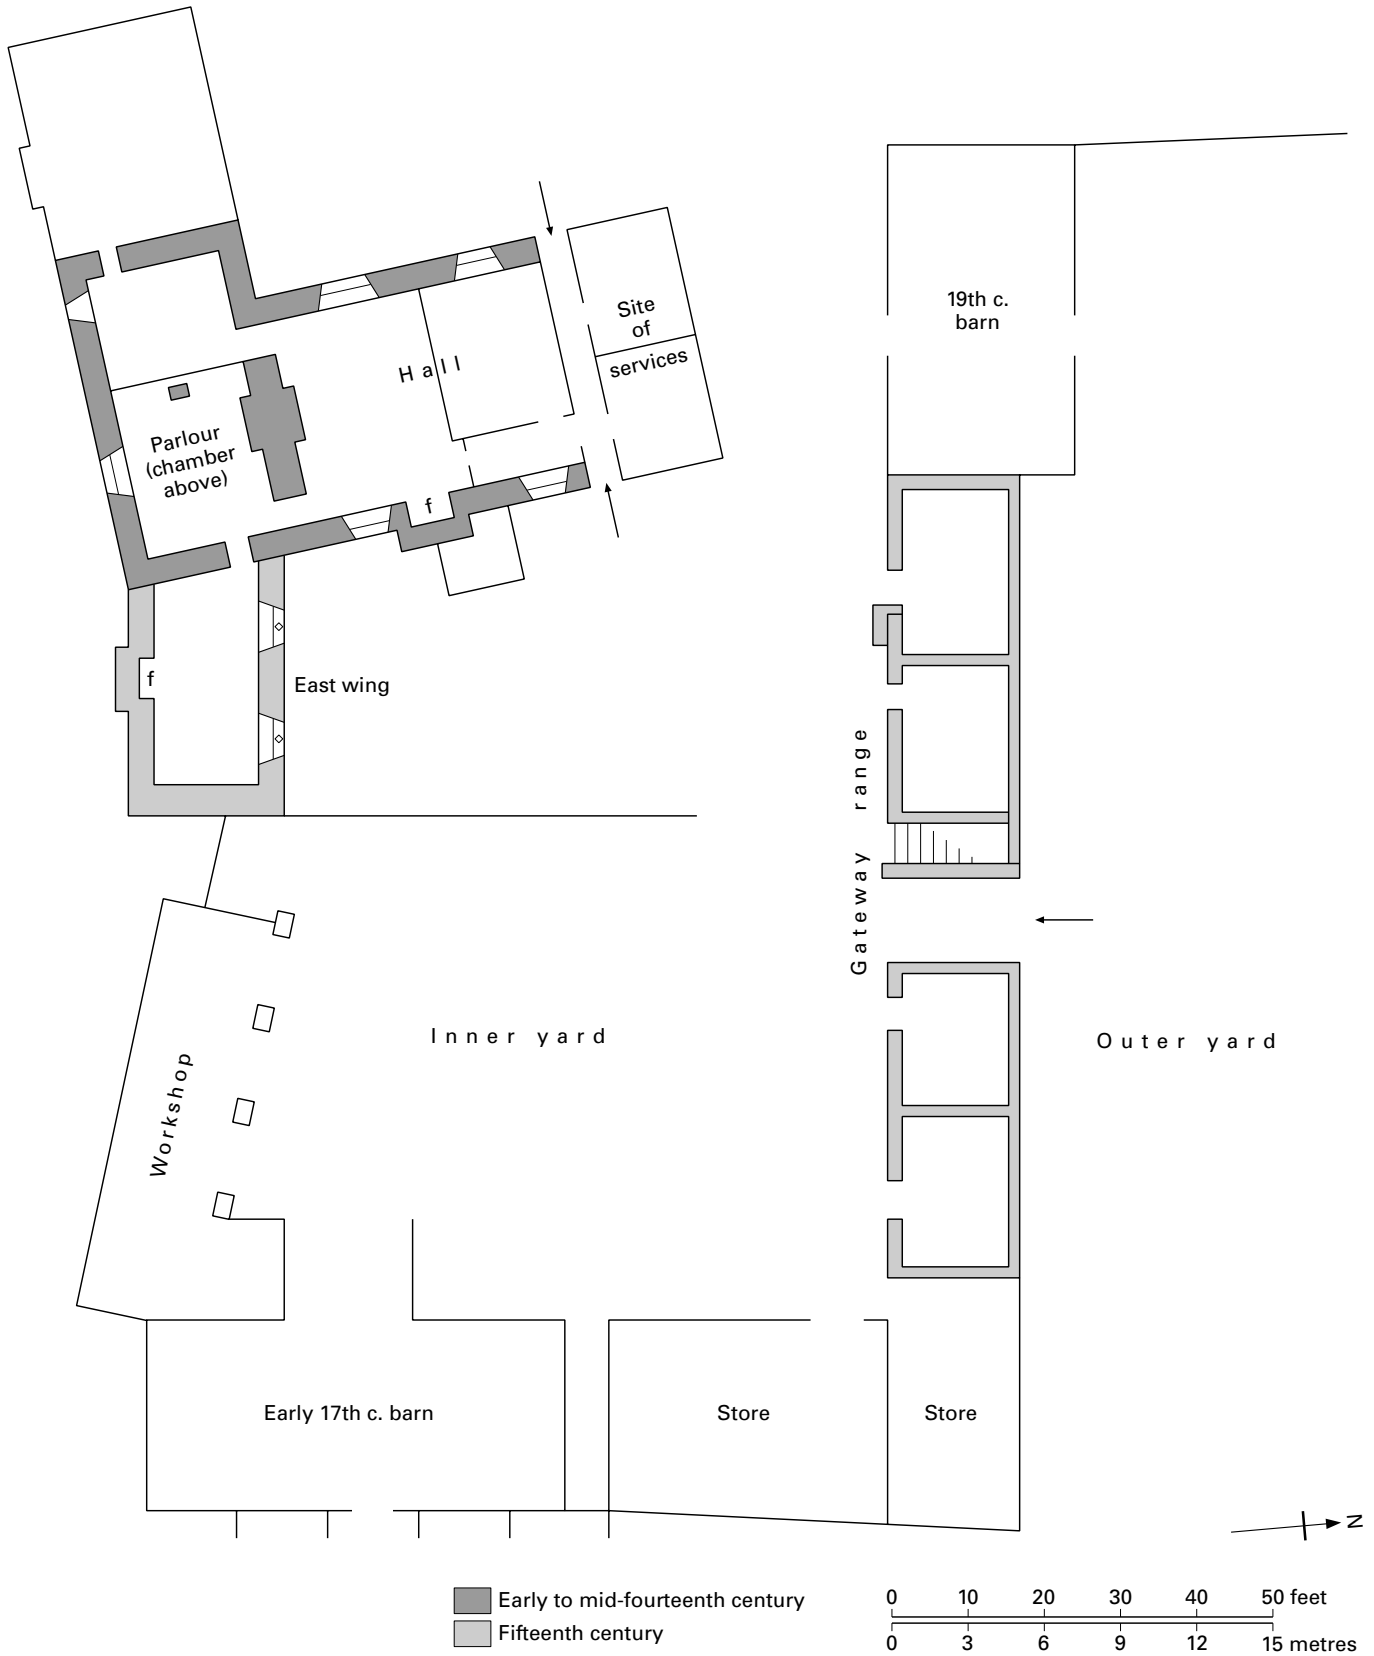 19th c.
barn
Site
of
services
Hall
Parlour
(chamber
above)
f
f
East wing
Gateway range
Inner yard
Outer yard
Workshop
Early 17th c. barn
Store
Store
N
Early to mid-fourteenth century
Fifteenth century
0 10 20 30 40 50 feet
0 3 6 9 12 15 metres